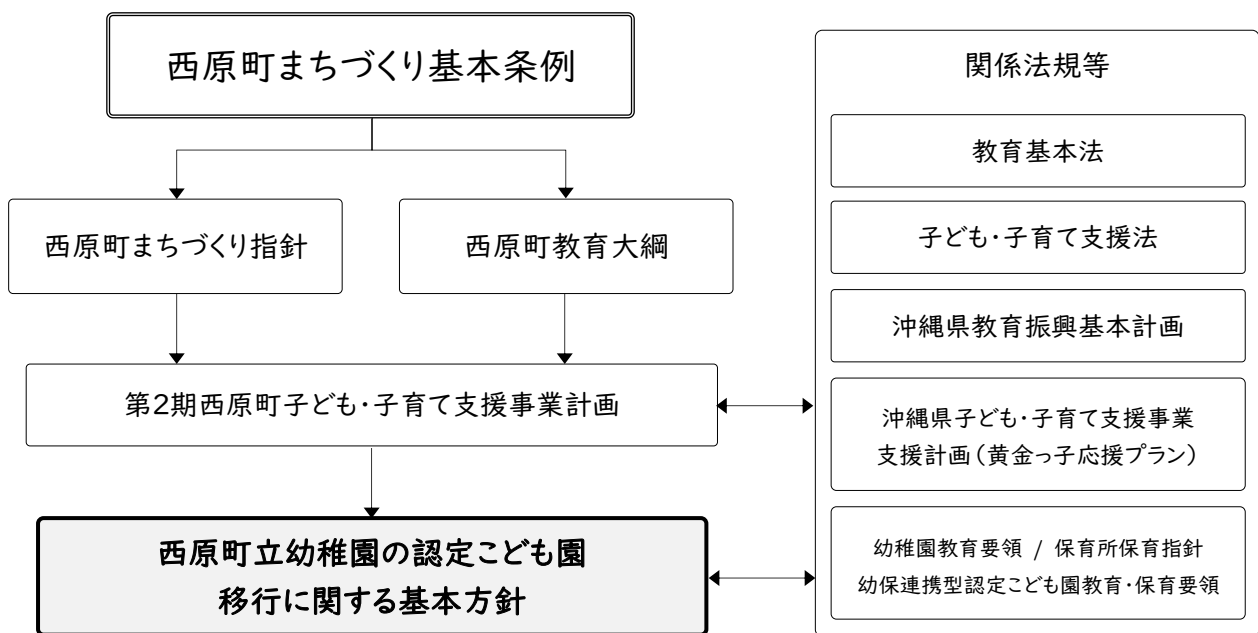 西原町まちづくり基本条例
西原町まちづくり指針
西原町教育大綱
第2期西原町子ども・子育て支援事業計画
西原町立幼稚園の認定こども園
移行に関する基本方針
関係法規等
教育基本法
子ども・子育て支援法
沖縄県教育振興基本計画
沖縄県子ども・子育て支援事業
支援計画(黄金っ子応援プラン)
幼稚園教育要領 / 保育所保育指針
幼保連携型認定こども園教育・保育要領